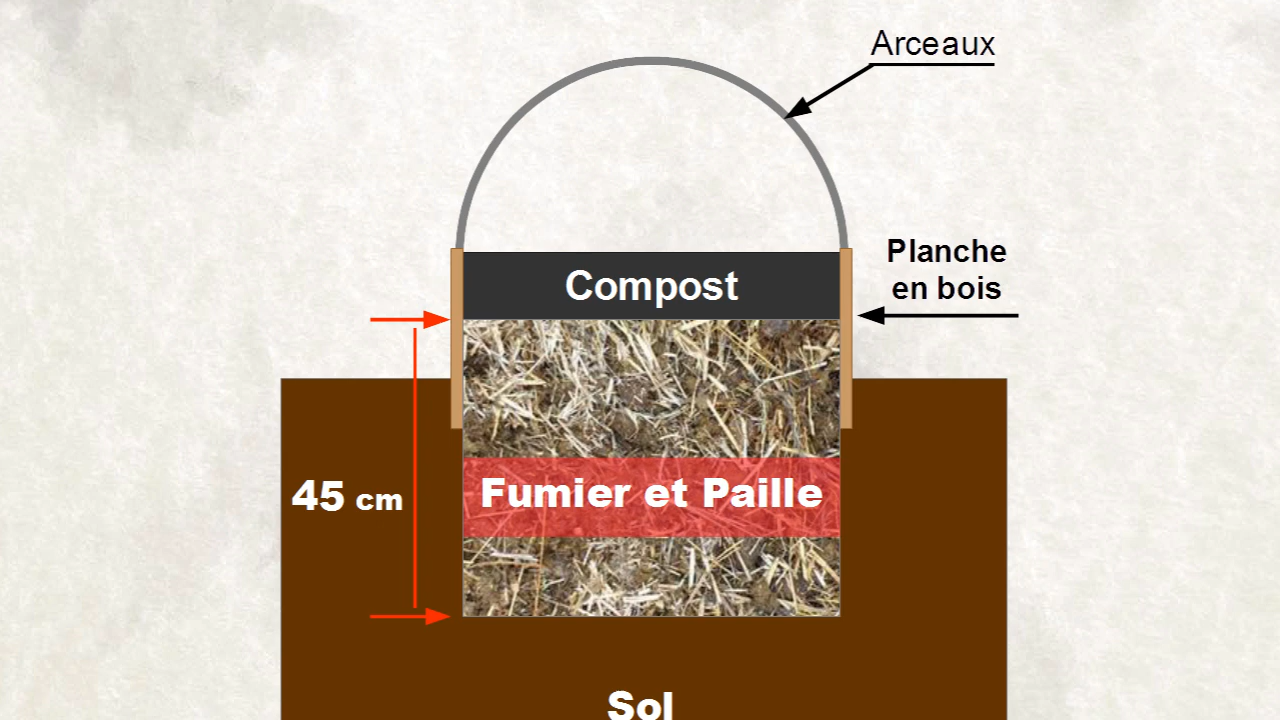 Arceaux
Planche
en bois
Compost
Fumier et Paille
45 cm
Sol